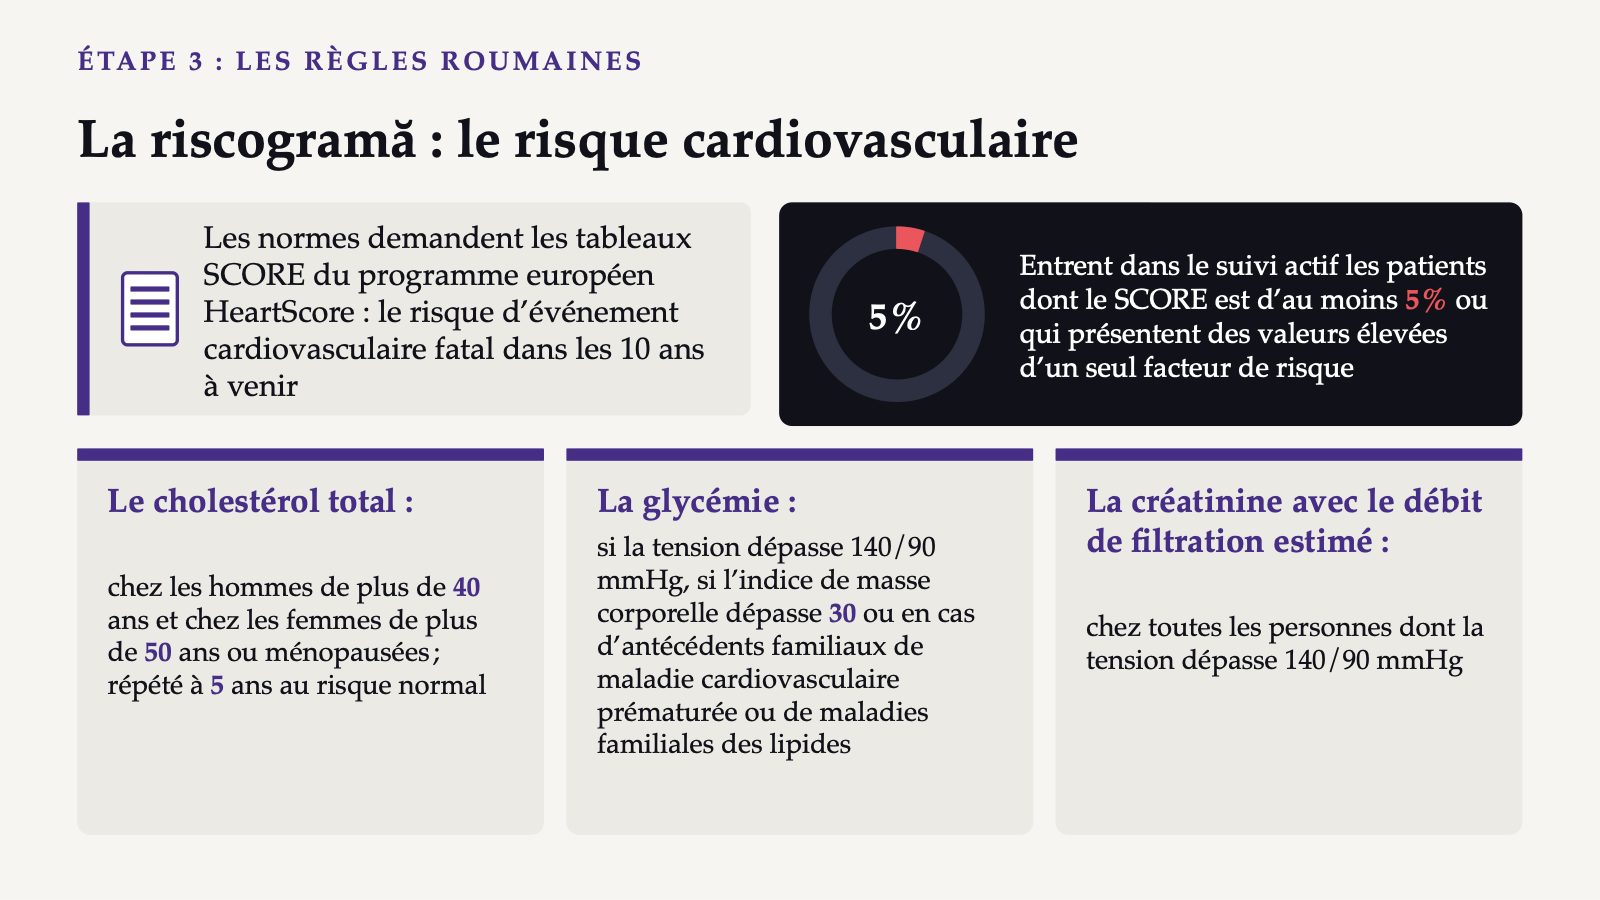 ÉTAPE 3 : LES RÈGLES ROUMAINES
La riscogramă : le risque cardiovasculaire
Les normes demandent les tableaux
SCORE du programme européen
HeartScore : le risque d’événement
cardiovasculaire fatal dans les 10 ans
à venir
5%
Entrent dans le suivi actif les patients
dont le SCORE est d’au moins 5% ou
qui présentent des valeurs élevées
d’un seul facteur de risque
Le cholestérol total :
chez les hommes de plus de 40
ans et chez les femmes de plus
de 50 ans ou ménopausées ;
répété à 5 ans au risque normal
La glycémie :
si la tension dépasse 140/90
mmHg, si l’indice de masse
corporelle dépasse 30 ou en cas
d’antécédents familiaux de
maladie cardiovasculaire
prématurée ou de maladies
familiales des lipides
La créatinine avec le débit
de filtration estimé :
chez toutes les personnes dont la
tension dépasse 140/90 mmHg